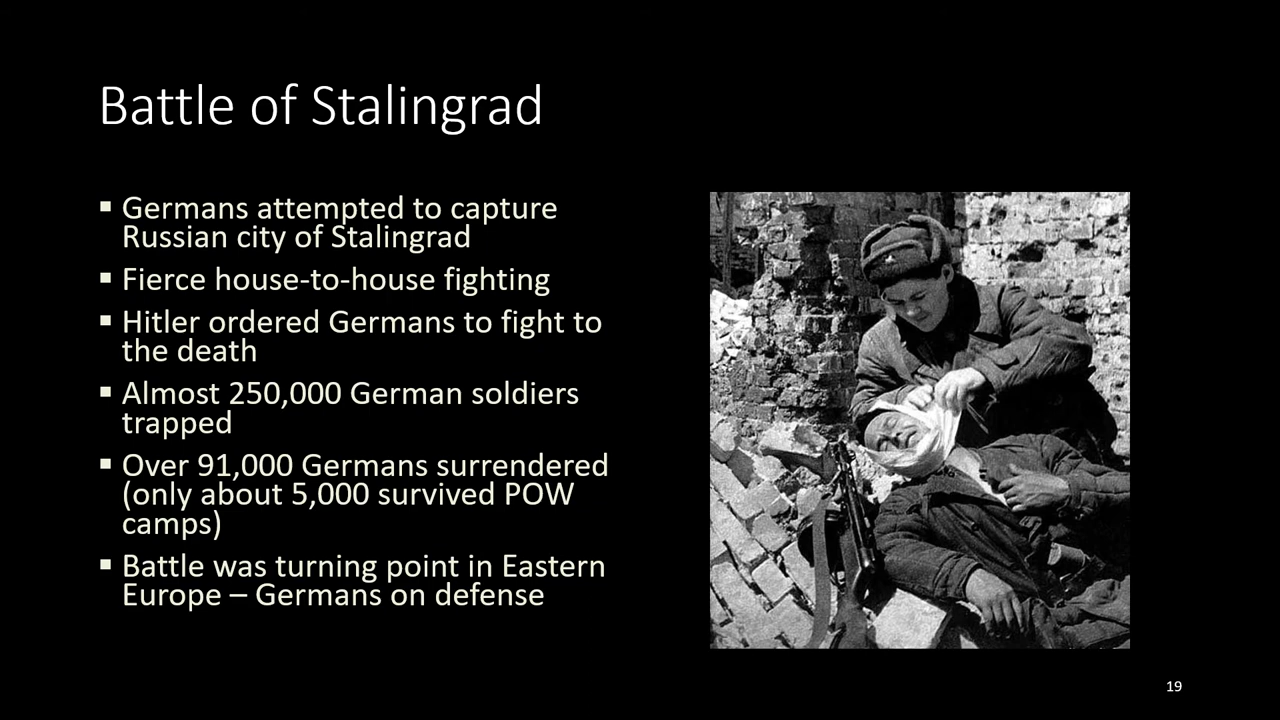 Battle of Stalingrad
▪ Germans attempted to capture
Russian city of Stalingrad
▪ Fierce house-to-house fighting
▪ Hitler ordered Germans to fight to
the death
▪ Almost 250,000 German soldiers
trapped
▪ Over 91,000 Germans surrendered
(only about 5,000 survived POW
camps)
▪ Battle was turning point in Eastern
Europe – Germans on defense
19